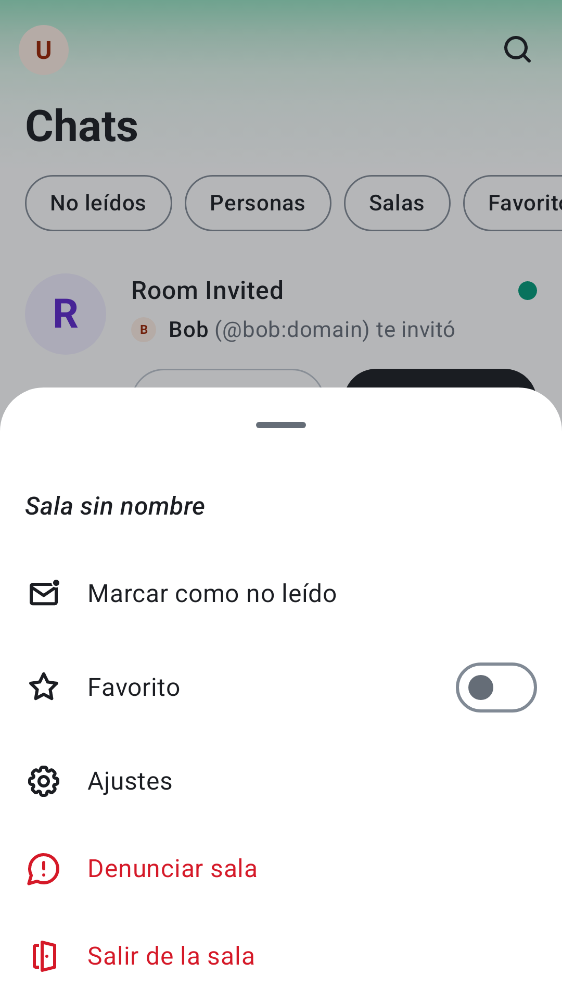 U
Chats
No leídos
Personas
Salas
R
Room Invited
B Bob (@bob:domain) te invitó
Sala sin nombre
Marcar como no leído
Favorito
Ajustes
Denunciar sala
Salir de la sala